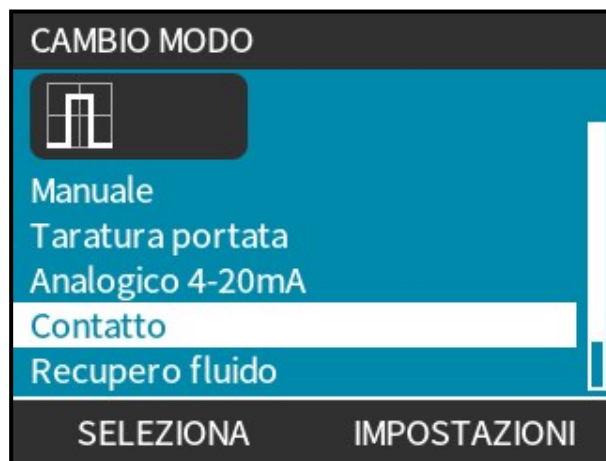 CAMBIO MODO
Manuale
Taratura portata
Analogico 4-20mA
Contatto
Recupero fluido
SELEZIONA IMPOSTAZIONI